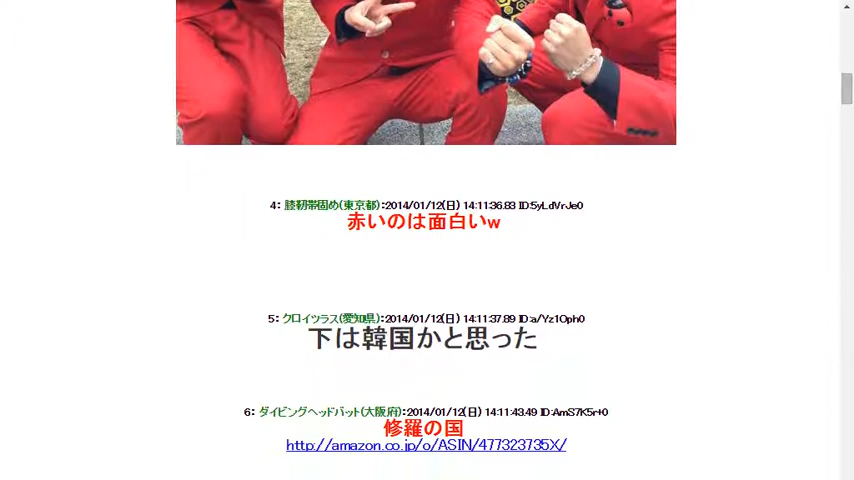 4: 膝靭帯固め(東京都):2014/01/12(日) 14:11:36.83 ID:5yLdVrJe0
赤いのは面白いw
5: クロイツラス(愛知県):2014/01/12(日) 14:11:37.89 ID:a/Yz1Oph0
下は韓国かと思った
6: ダイビングヘッドバット(大阪府):2014/01/12(日) 14:11:43.49 ID:AmS7K5r+0
修羅の国
http://amazon.co.jp/o/ASIN/477323735X/